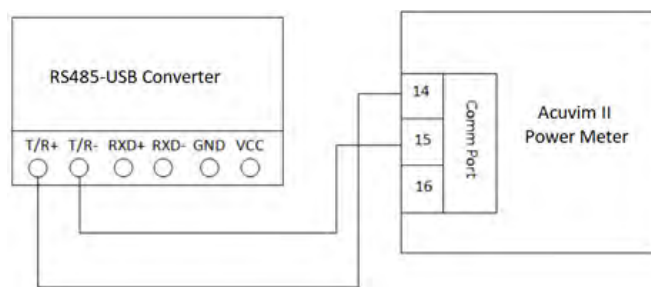 RS485-USB Converter
T/R+ T/R- RXD+ RXD- GND VCC
14
15
16
Comm Port
Acuvim II
Power Meter